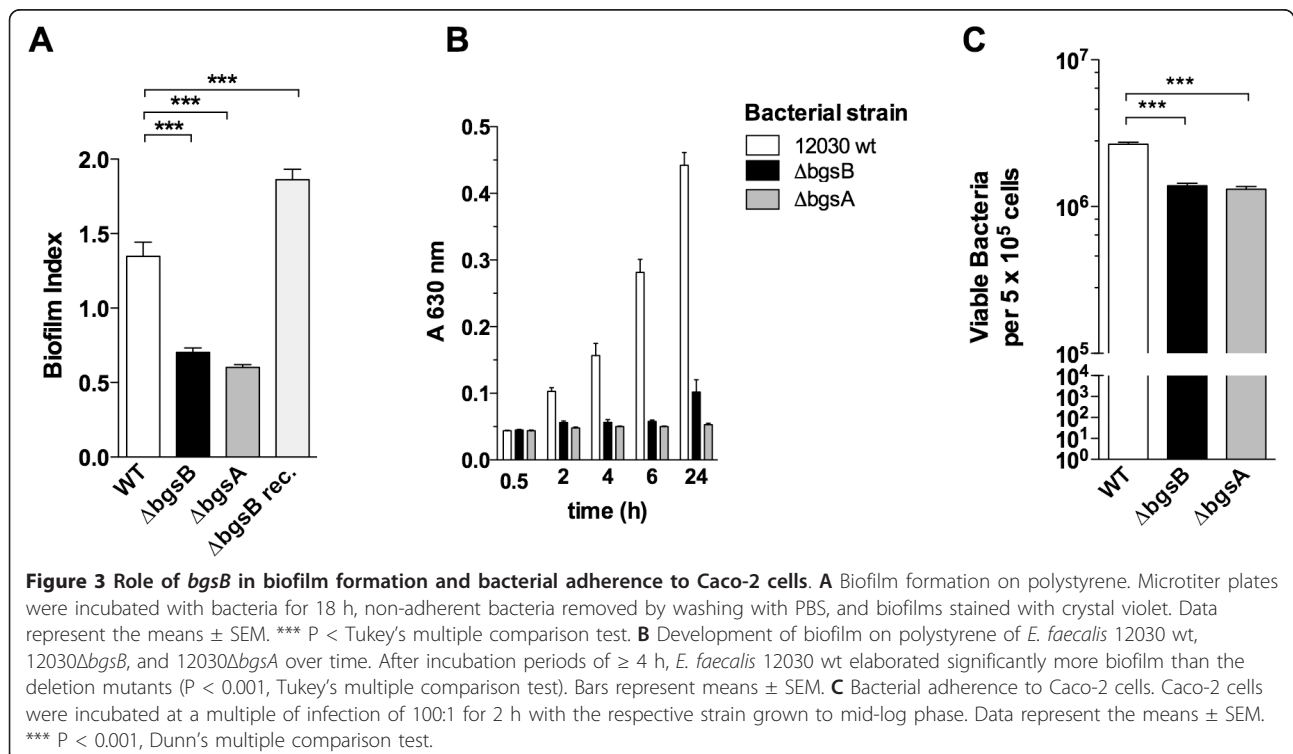 A
B
C
***
***
***
Biofilm Index
2.0
1.5
1.0
0.5
0.0
WT
ΔbgsB
ΔbgsA
ΔbgsB rec.
Bacterial strain
12030 wt
ΔbgsB
ΔbgsA
A 630 nm
0.5
0.4
0.3
0.2
0.1
0.0
0.5 2 4 6 24
time (h)
***
***
Viable Bacteria
per 5 x 10⁵ cells
10⁷
10⁶
10⁵
10⁴
10³
10²
10¹
10⁰
WT
ΔbgsB
ΔbgsA
Figure 3 Role of bgsB in biofilm formation and bacterial adherence to Caco-2 cells. A Biofilm formation on polystyrene. Microtiter plates
were incubated with bacteria for 18 h, non-adherent bacteria removed by washing with PBS, and biofilms stained with crystal violet. Data
represent the means ± SEM. *** P < Tukey's multiple comparison test. B Development of biofilm on polystyrene of E. faecalis 12030 wt,
12030ΔbgsB, and 12030ΔbgsA over time. After incubation periods of ≥ 4 h, E. faecalis 12030 wt elaborated significantly more biofilm than the
deletion mutants (P < 0.001, Tukey's multiple comparison test). Bars represent means ± SEM. C Bacterial adherence to Caco-2 cells. Caco-2 cells
were incubated at a multiple of infection of 100:1 for 2 h with the respective strain grown to mid-log phase. Data represent the means ± SEM.
*** P < 0.001, Dunn's multiple comparison test.